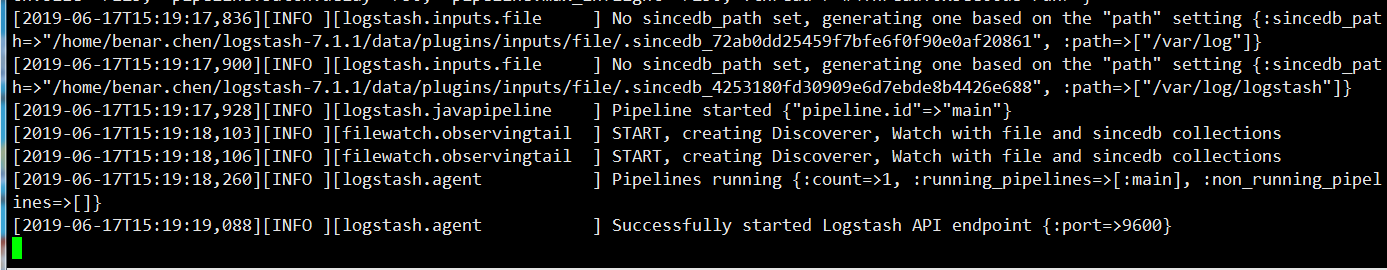 [2019-06-17T15:19:17,836][INFO ][logstash.inputs.file     ] No sincedb_path set, generating one based on the "path" setting {:sincedb_pat
h=>"/home/benar.chen/logstash-7.1.1/data/plugins/inputs/file/.sincedb_72ab0dd25459f7bfe6f0f90e0af20861", :path=>["/var/log"]}
[2019-06-17T15:19:17,900][INFO ][logstash.inputs.file     ] No sincedb_path set, generating one based on the "path" setting {:sincedb_pat
h=>"/home/benar.chen/logstash-7.1.1/data/plugins/inputs/file/.sincedb_4253180fd30909e6d7ebde8b4426e688", :path=>["/var/log/logstash"]}
[2019-06-17T15:19:17,928][INFO ][logstash.javapipeline    ] Pipeline started {"pipeline.id"=>"main"}
[2019-06-17T15:19:18,103][INFO ][filewatch.observingtail  ] START, creating Discoverer, Watch with file and sincedb collections
[2019-06-17T15:19:18,106][INFO ][filewatch.observingtail  ] START, creating Discoverer, Watch with file and sincedb collections
[2019-06-17T15:19:18,260][INFO ][logstash.agent           ] Pipelines running {:count=>1, :running_pipelines=>[:main], :non_running_pipel
ines=>[]}
[2019-06-17T15:19:19,088][INFO ][logstash.agent           ] Successfully started Logstash API endpoint {:port=>9600}